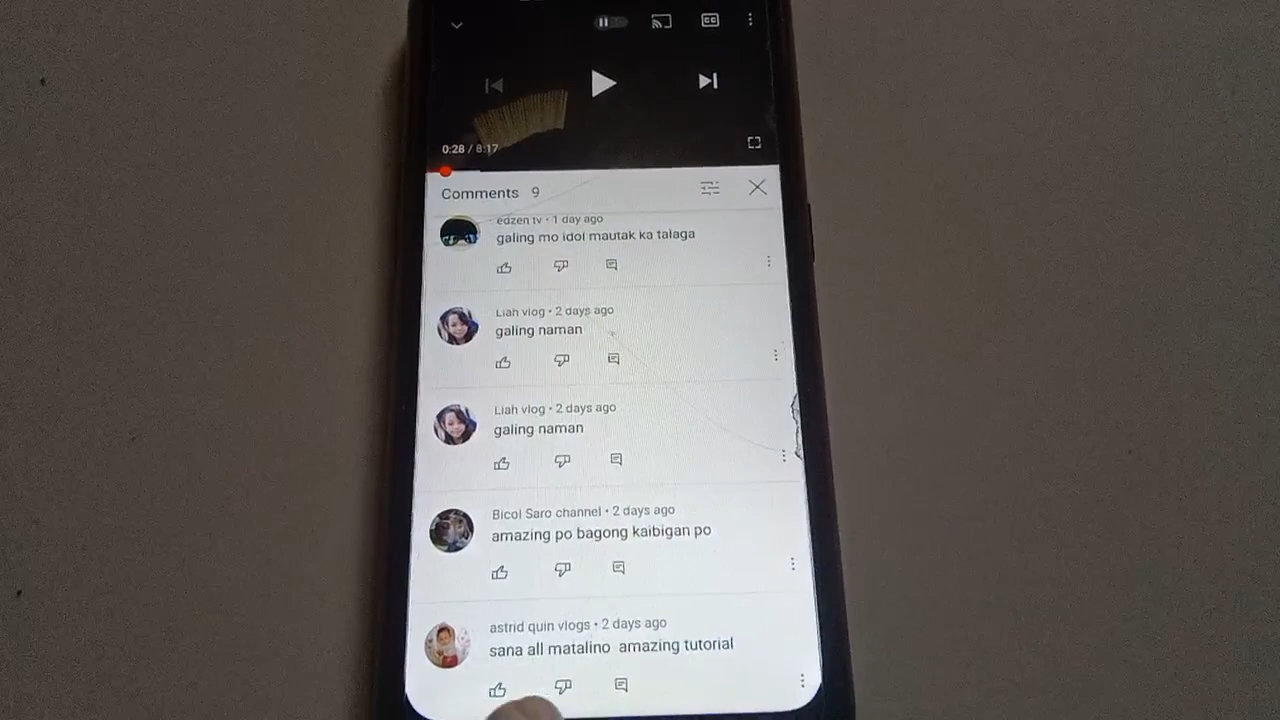 CC
0:28 / 8:17
Comments 9
edzen tv • 1 day ago
galing mo idol mautak ka talaga
Liah vlog • 2 days ago
galing naman
Liah vlog • 2 days ago
galing naman
Bicol Saro channel • 2 days ago
amazing po bagong kaibigan po
astrid quin vlogs • 2 days ago
sana all matalino amazing tutorial